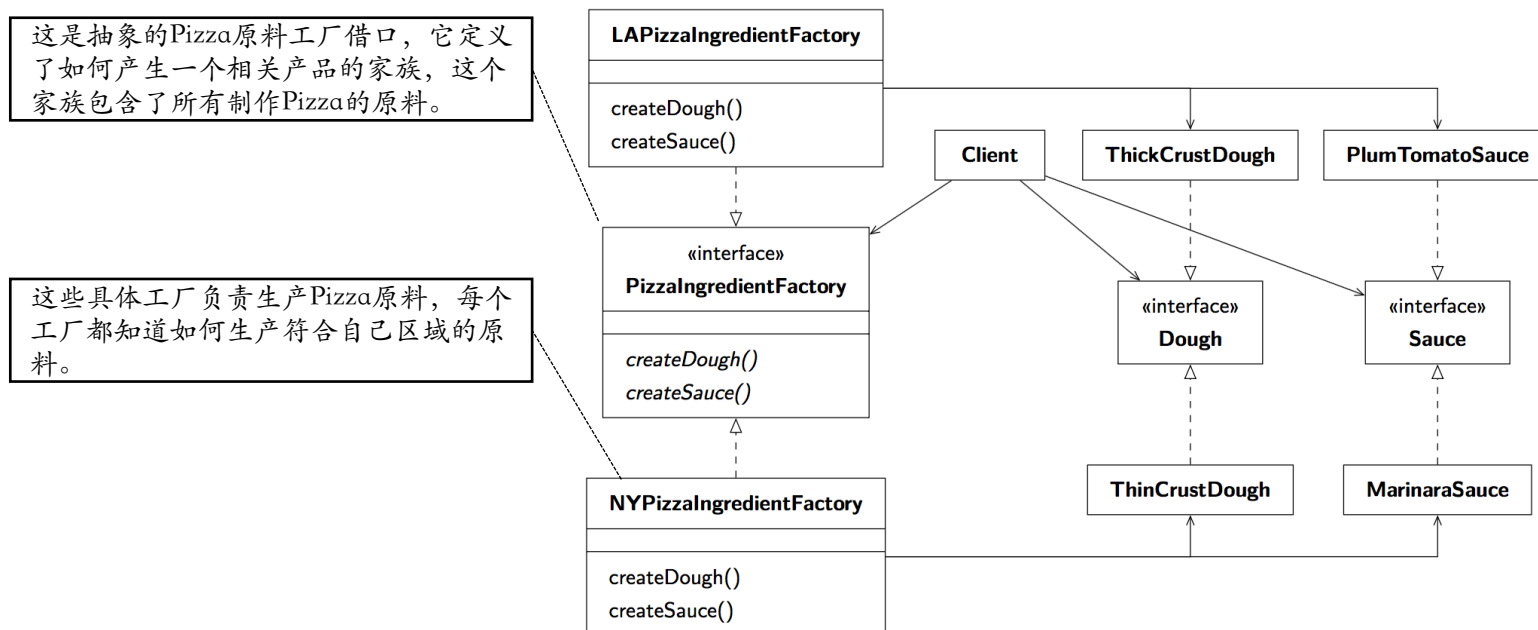 这是抽象的Pizza原料工厂借口，它定义
了如何产生一个相关产品的家族，这个
家族包含了所有制作Pizza的原料。
LAPizzaIngredientFactory
createDough()
createSauce()
Client
ThickCrustDough
PlumTomatoSauce
«interface»
PizzaIngredientFactory
createDough()
createSauce()
«interface»
Dough
«interface»
Sauce
这些具体工厂负责生产Pizza原料，每个
工厂都知道如何生产符合自己区域的原
料。
NYPizzaIngredientFactory
createDough()
createSauce()
ThinCrustDough
MarinaraSauce